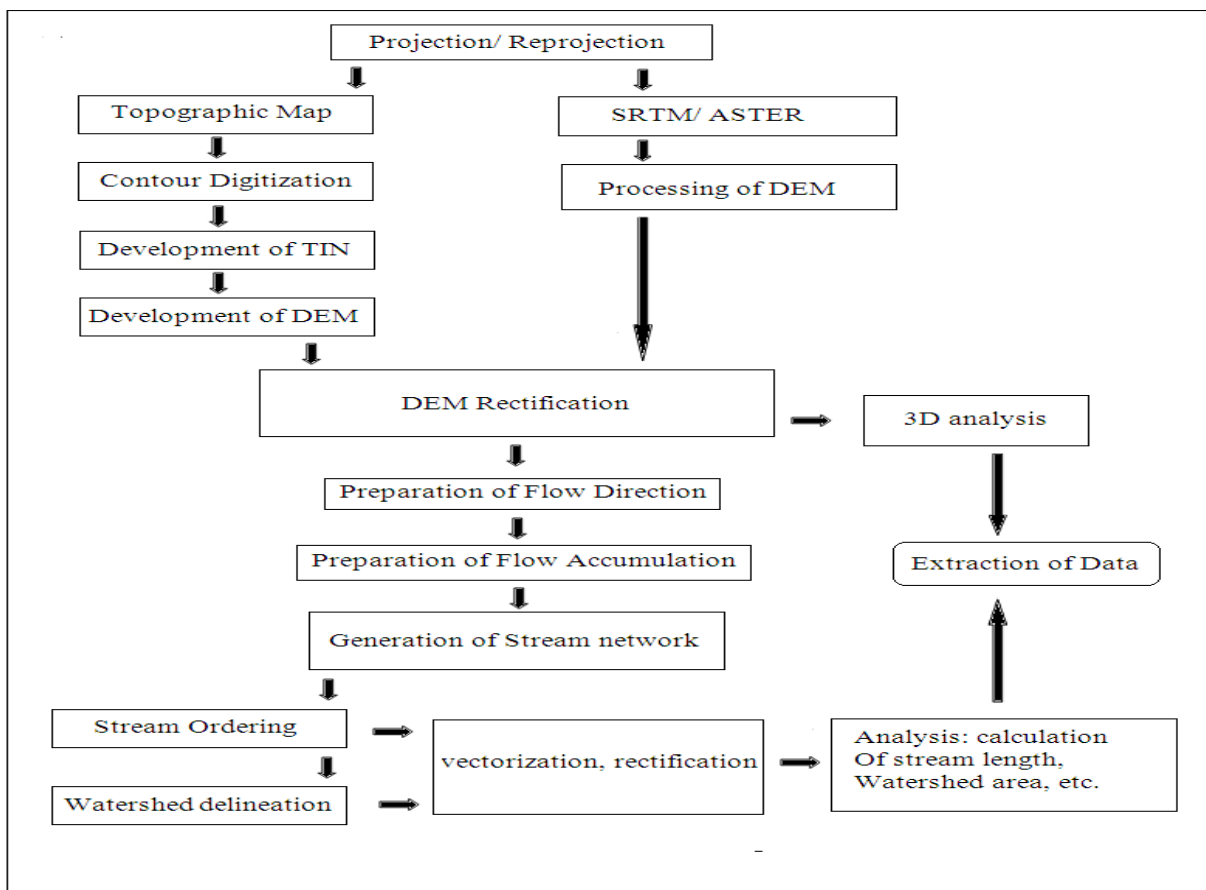 Projection/ Reprojection
Topographic Map
SRTM/ ASTER
Contour Digitization
Processing of DEM
Development of TIN
Development of DEM
DEM Rectification
3D analysis
Preparation of Flow Direction
Preparation of Flow Accumulation
Extraction of Data
Generation of Stream network
Stream Ordering
vectorization, rectification
Analysis: calculation
Of stream length,
Watershed area, etc.
Watershed delineation